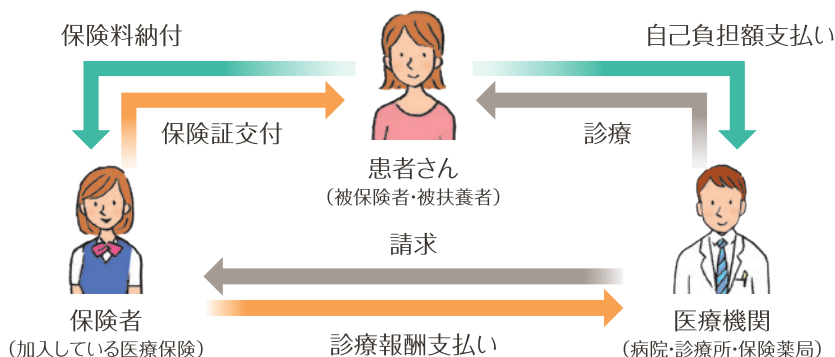 保険料納付
自己負担額支払い
保険証交付
診療
患者さん
(被保険者・被扶養者)
請求
保険者
(加入している医療保険)
医療機関
(病院・診療所・保険薬局)
診療報酬支払い